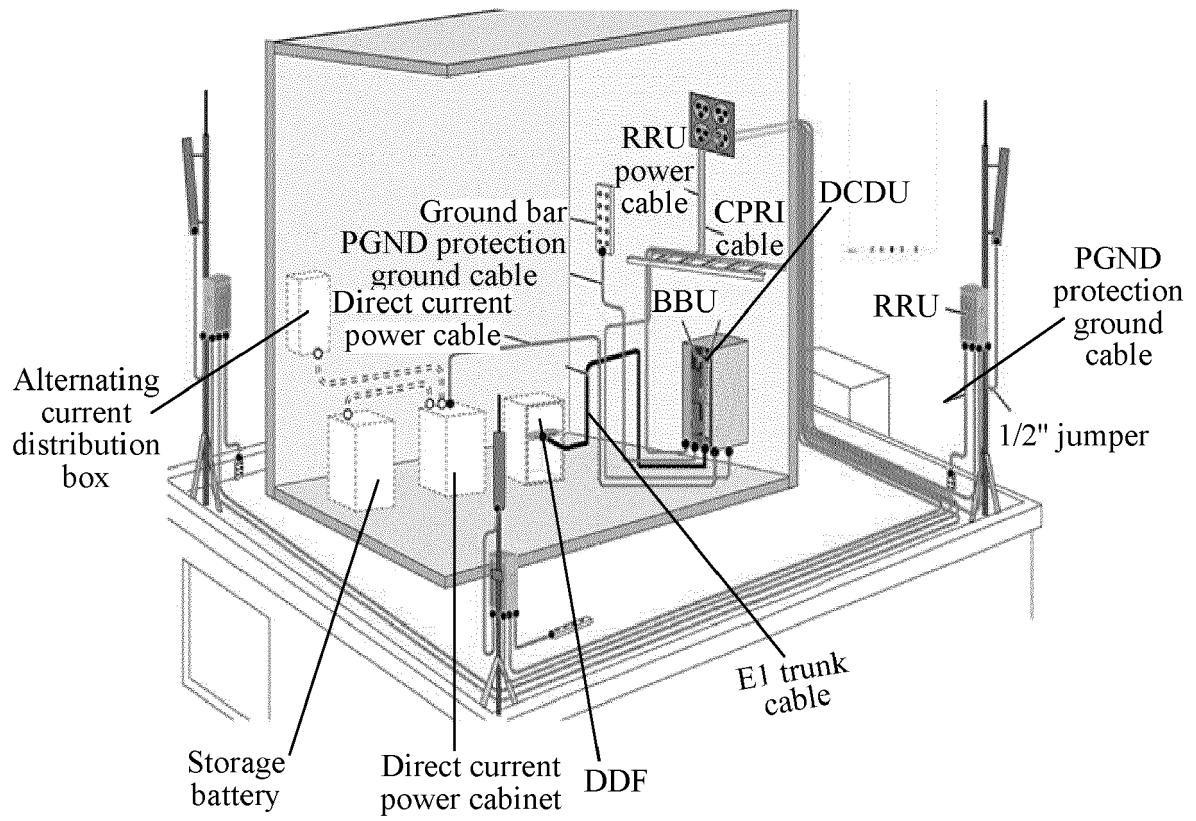 RRU
power
cable
DCDU
CPRI
cable
Ground bar
PGND protection
ground cable
Direct current
power cable
BBU
RRU
PGND
protection
ground
cable
Alternating
current
distribution
box
1/2" jumper
E1 trunk
cable
Storage
battery
Direct current
power cabinet
DDF